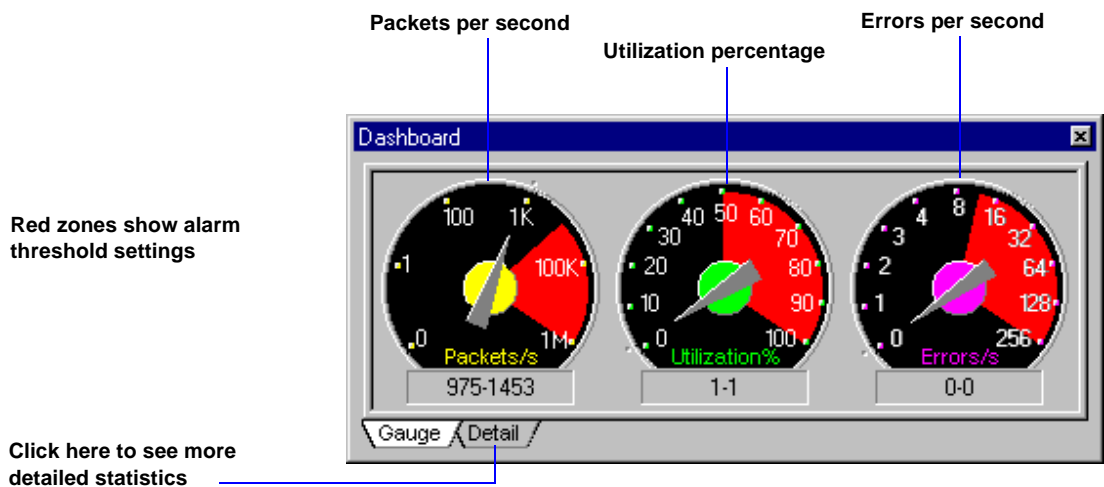 Packets per second
Errors per second
Utilization percentage
Dashboard
Red zones show alarm
threshold settings
0
1
100
1K
100K
1M
Packets/s
975-1453
0
10
20
30
40
50
60
70
80
90
100
Utilization%
1-1
0
1
2
3
4
8
16
32
64
128
256
Errors/s
0-0
Gauge
Detail
Click here to see more
detailed statistics